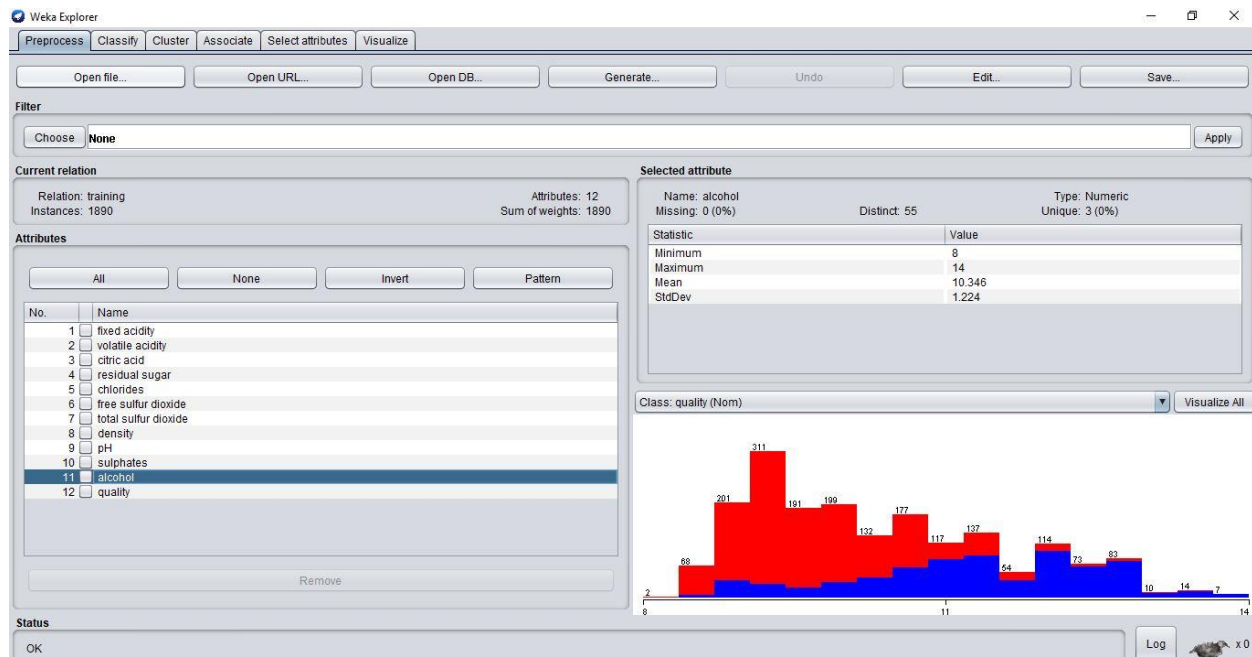 Weka Explorer
Preprocess Classify Cluster Associate Select attributes Visualize
Open file... Open URL... Open DB... Generate... Undo Edit... Save...
Filter
Choose None Apply
Current relation
Relation: training Attributes: 12
Instances: 1890 Sum of weights: 1890
Attributes
All None Invert Pattern
No. Name
1 fixed acidity
2 volatile acidity
3 citric acid
4 residual sugar
5 chlorides
6 free sulfur dioxide
7 total sulfur dioxide
8 density
9 pH
10 sulphates
11 alcohol
12 quality
Remove
Selected attribute
Name: alcohol Type: Numeric
Missing: 0 (0%) Distinct: 55 Unique: 3 (0%)
Statistic Value
Minimum 8
Maximum 14
Mean 10.346
StdDev 1.224
Class: quality (Nom) Visualize All
2 68 201 311 191 199 132 177 117 137 54 114 73 83 10 14 7
8 11 14
Status
OK Log x 0